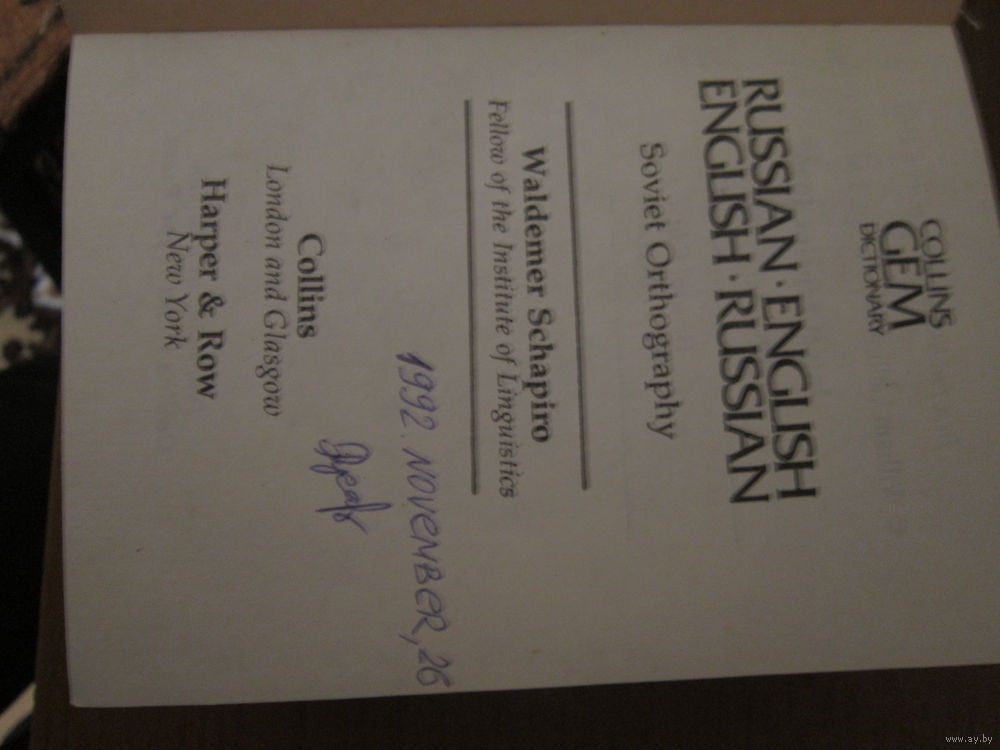 COLLINS
GEM
DICTIONARY
RUSSIAN · ENGLISH
ENGLISH · RUSSIAN
Soviet Orthography
Waldemer Schapiro
Fellow of the Institute of Linguistics
1992. NOVEMBER, 26
Collins
London and Glasgow
Harper & Row
New York
www.ay.by